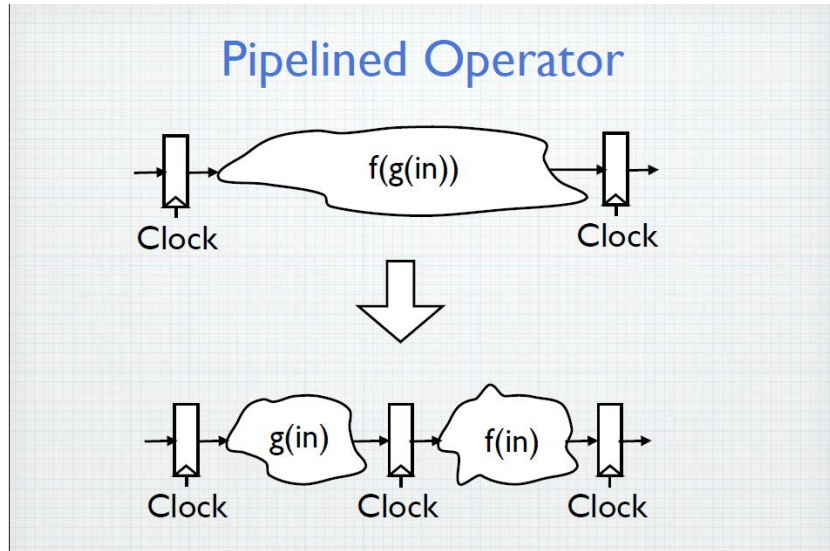 Pipelined Operator
f(g(in))
Clock
Clock
g(in)
f(in)
Clock
Clock
Clock